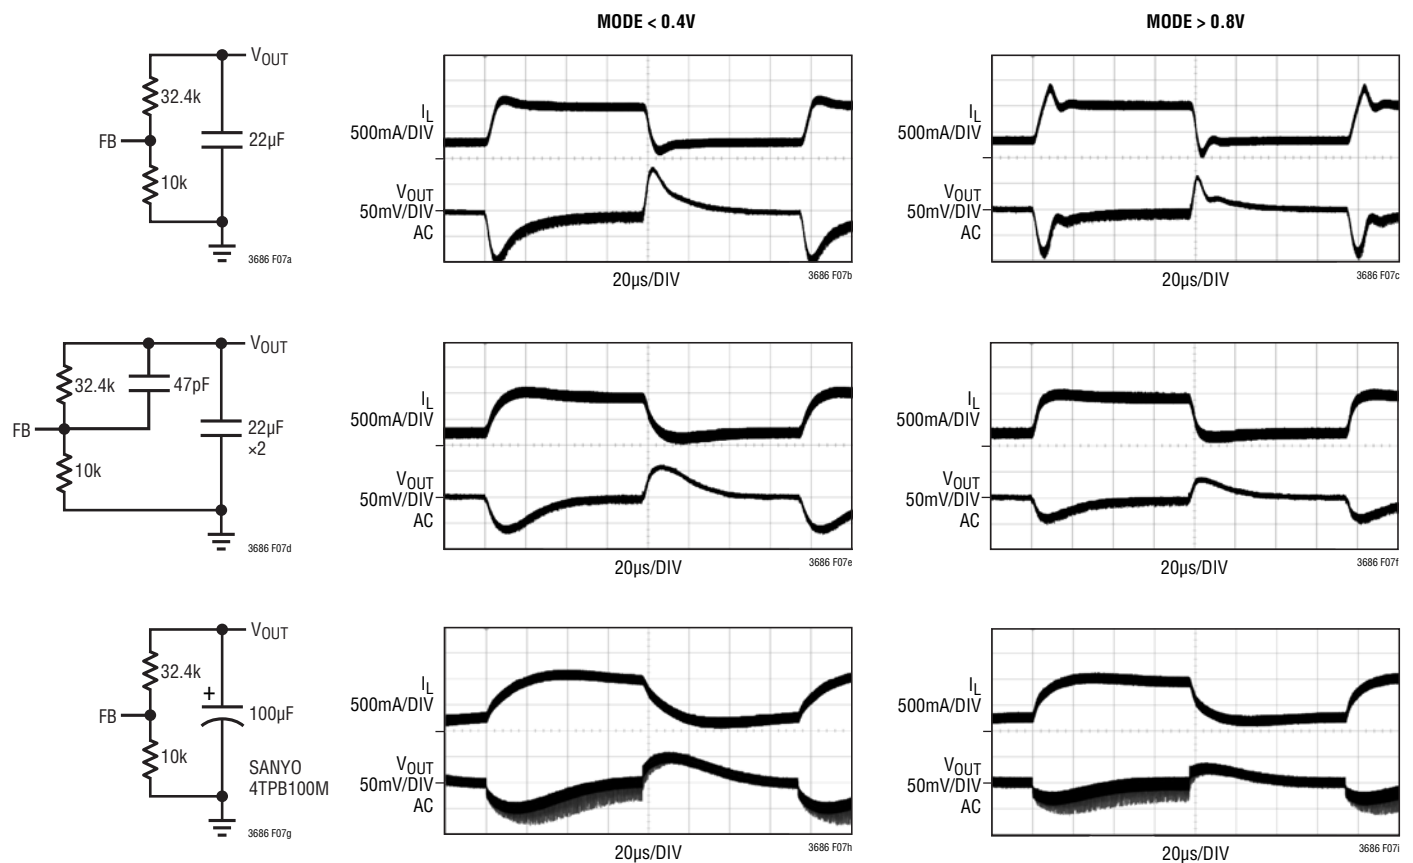 MODE < 0.4V
MODE > 0.8V
VOUT
32.4k
FB
22µF
10k
3686 F07a
IL
500mA/DIV
VOUT
50mV/DIV
AC
20µs/DIV
3686 F07b
IL
500mA/DIV
VOUT
50mV/DIV
AC
20µs/DIV
3686 F07c
VOUT
32.4k
47pF
FB
22µF
×2
10k
3686 F07d
IL
500mA/DIV
VOUT
50mV/DIV
AC
20µs/DIV
3686 F07e
IL
500mA/DIV
VOUT
50mV/DIV
AC
20µs/DIV
3686 F07f
VOUT
32.4k
+
FB
100µF
10k
SANYO
4TPB100M
3686 F07g
IL
500mA/DIV
VOUT
50mV/DIV
AC
20µs/DIV
3686 F07h
IL
500mA/DIV
VOUT
50mV/DIV
AC
20µs/DIV
3686 F07i